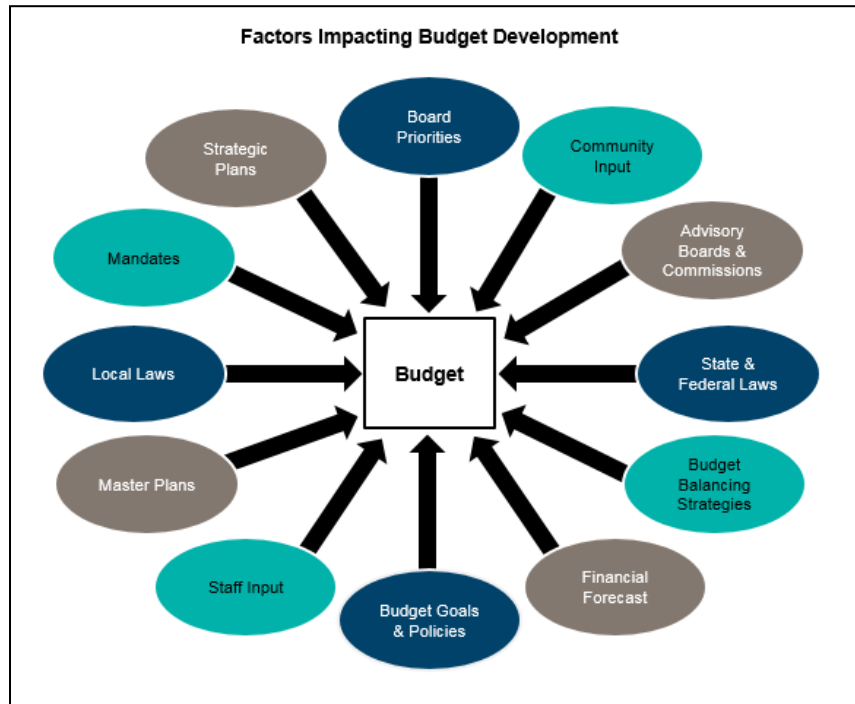 Factors Impacting Budget Development
Board
Priorities
Community
Input
Advisory
Boards &
Commissions
State &
Federal Laws
Budget
Balancing
Strategies
Financial
Forecast
Budget Goals
& Policies
Staff Input
Master Plans
Local Laws
Mandates
Strategic
Plans
Budget